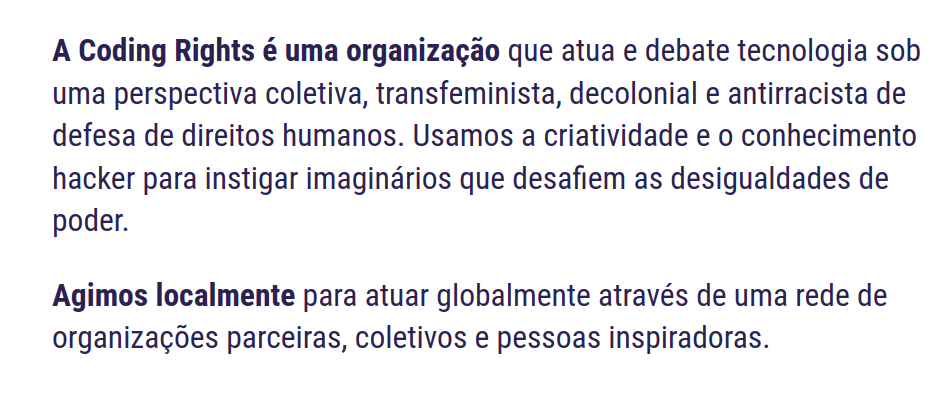 A Coding Rights é uma organização que atua e debate tecnologia sob
uma perspectiva coletiva, transfeminista, decolonial e antirracista de
defesa de direitos humanos. Usamos a criatividade e o conhecimento
hacker para instigar imaginários que desafiem as desigualdades de
poder.
Agimos localmente para atuar globalmente através de uma rede de
organizações parceiras, coletivos e pessoas inspiradoras.